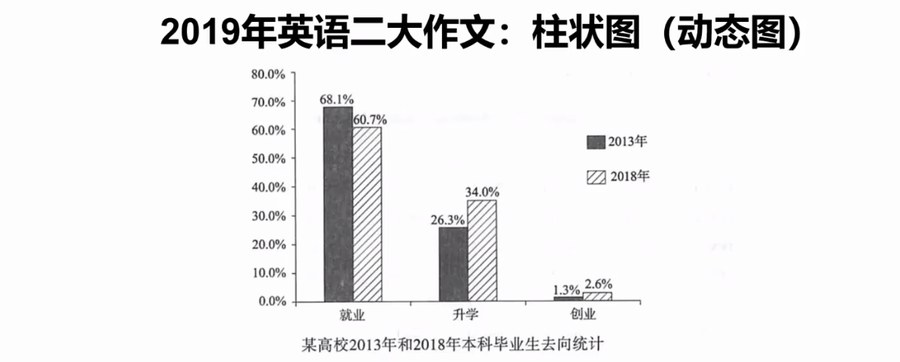 2019年英语二大作文：柱状图（动态图）
80.0%
70.0%
60.0%
50.0%
40.0%
30.0%
20.0%
10.0%
0.0%
68.1%
60.7%
26.3%
34.0%
1.3%
2.6%
2013年
2018年
就业
升学
创业
某高校2013年和2018年本科毕业生去向统计